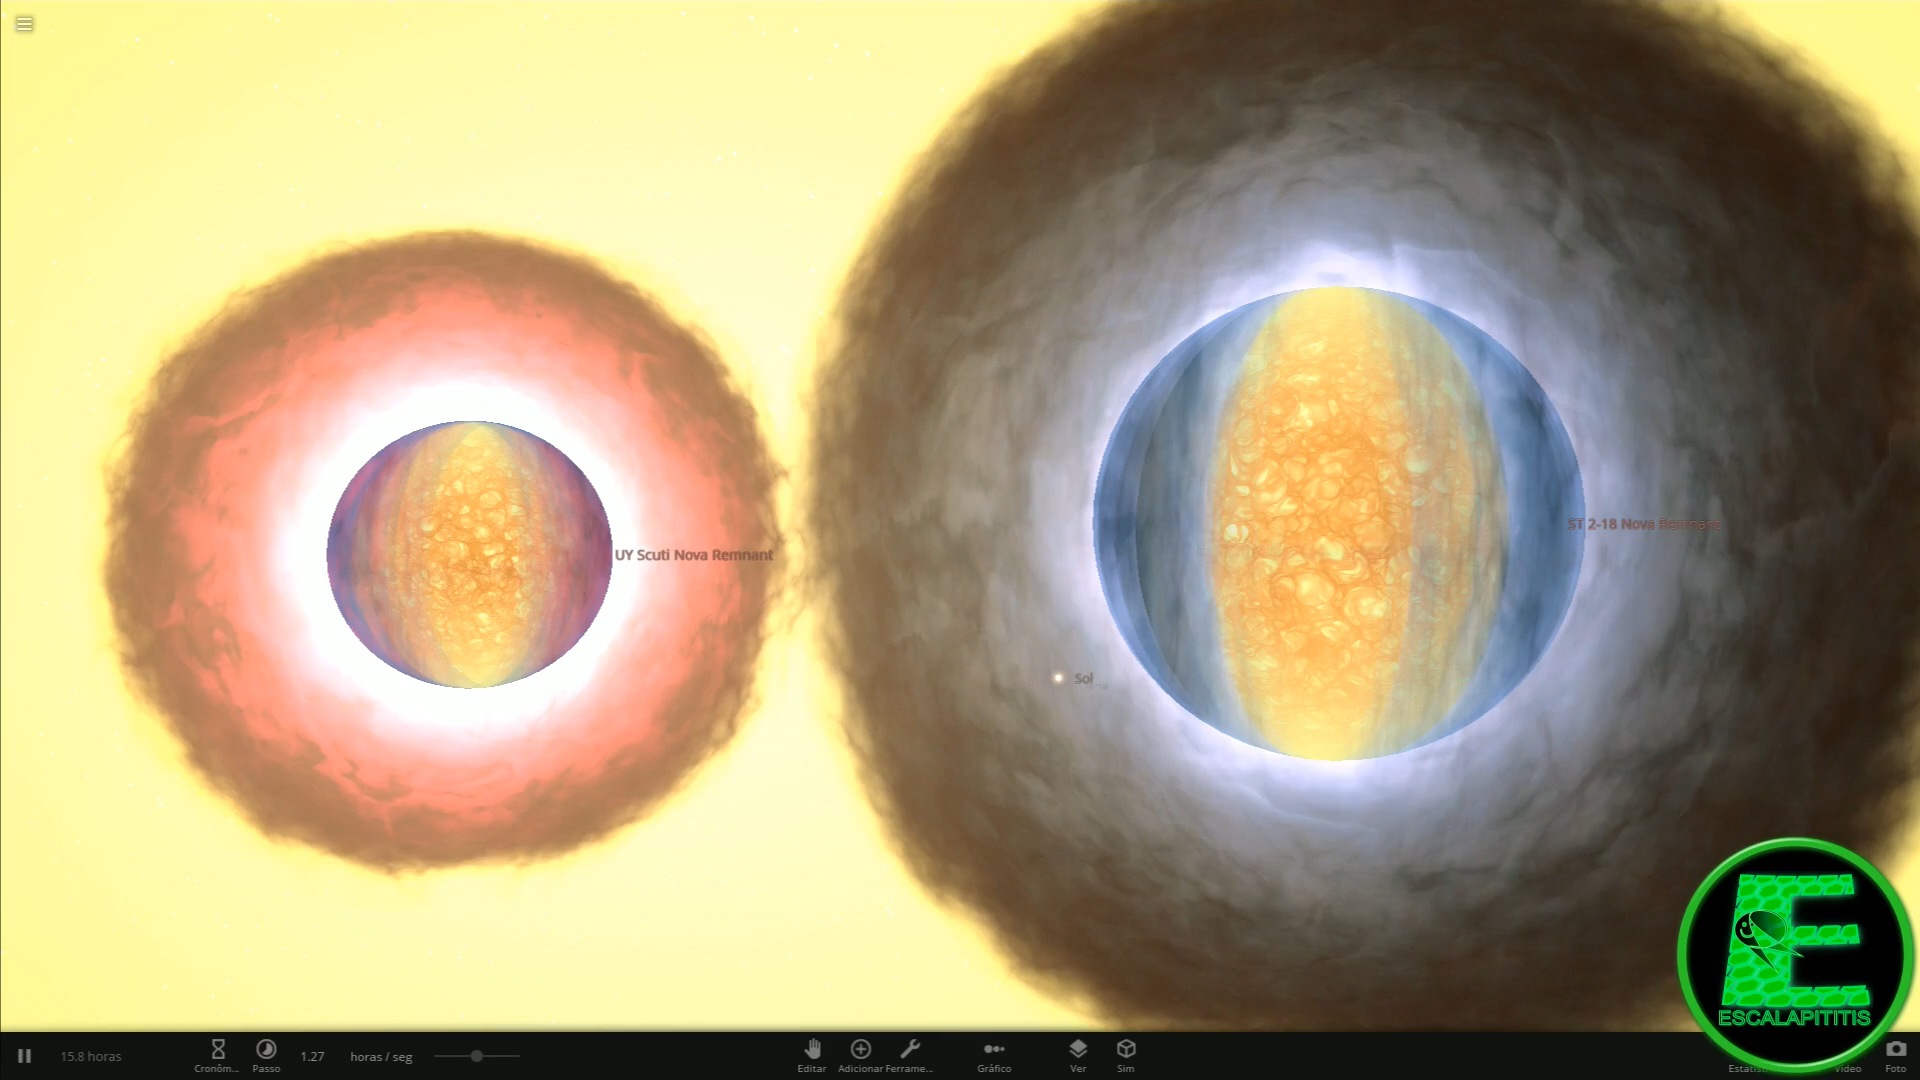 UY Scuti Nova Remnant
ST 2-18 Nova Remnant
Sol
15.8 horas
Cronôm...
Passo
1.27
horas / seg
Editar
Adicionar
Ferrame...
Gráfico
Ver
Sim
Vídeo
Foto
ESCALAPITITIS